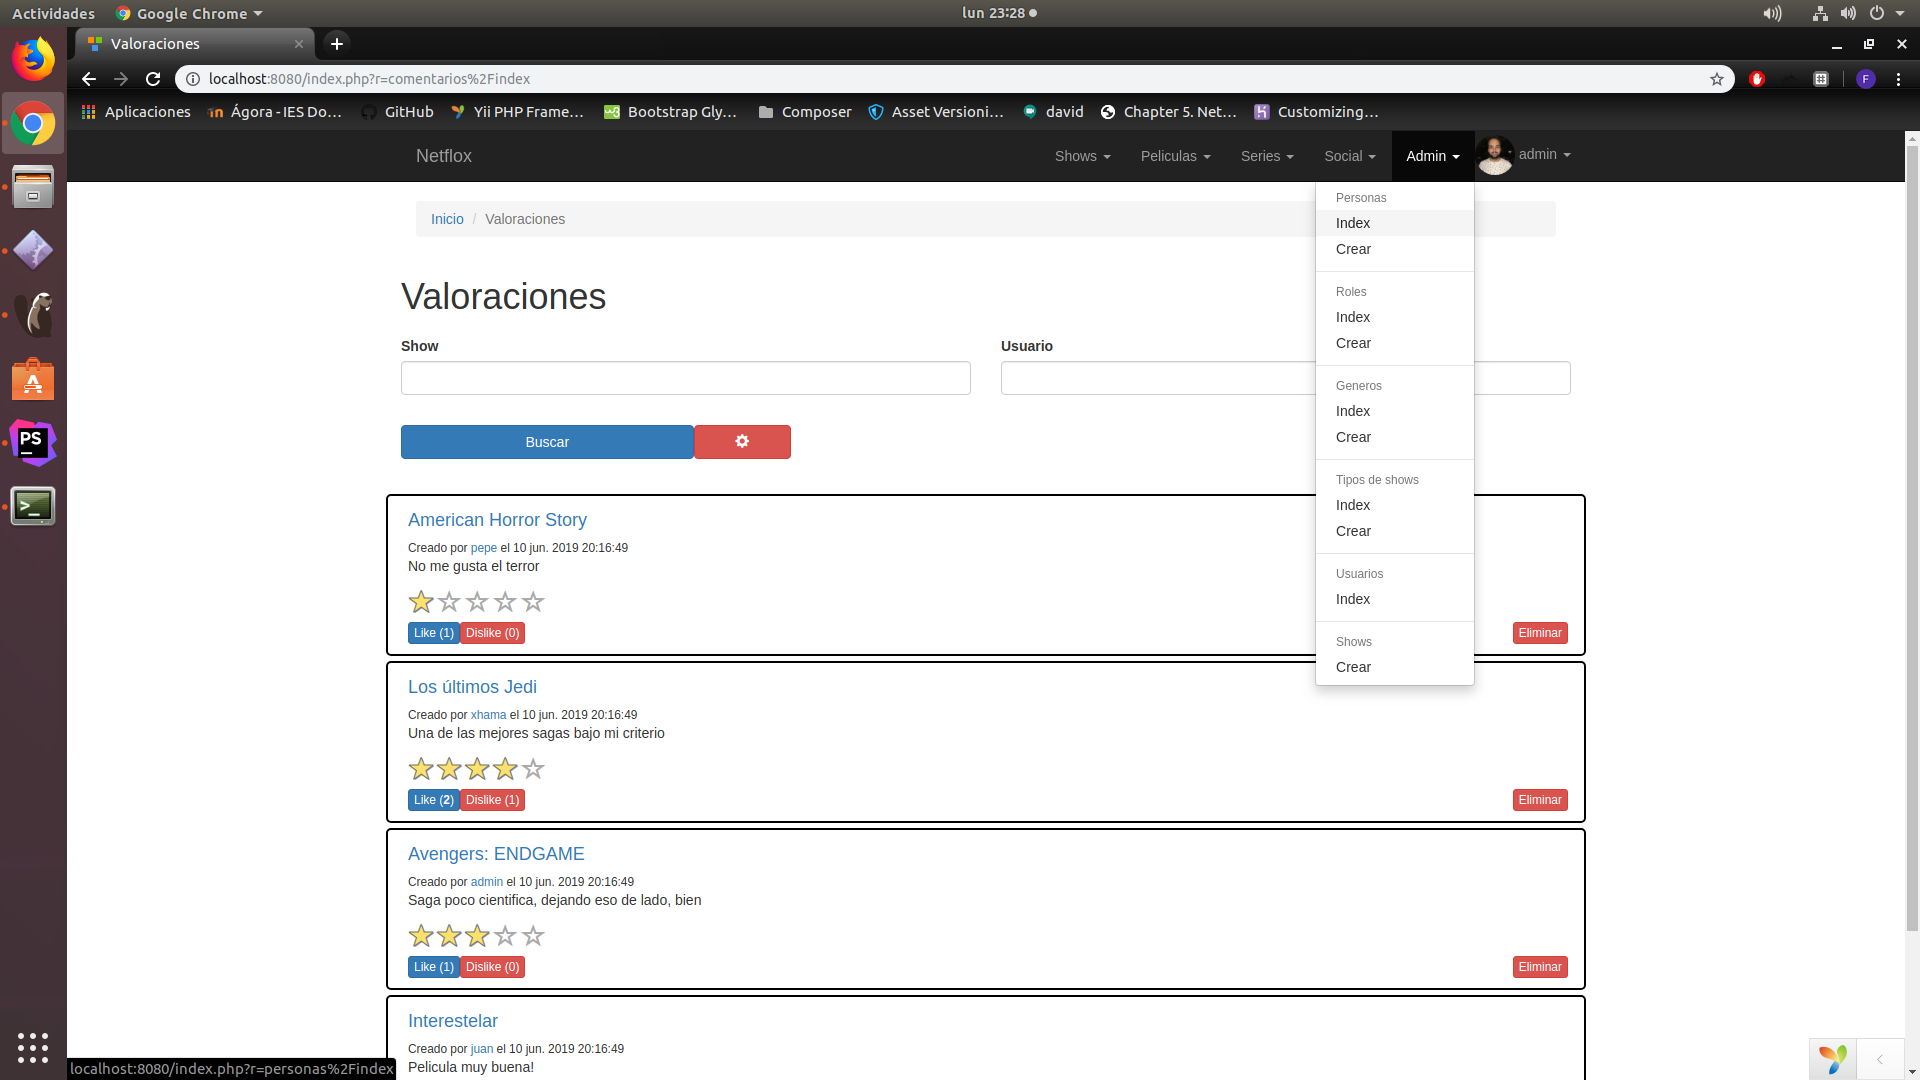 Actividades
Google Chrome
lun 23:28
Valoraciones
localhost:8080/index.php?r=comentarios%2Findex
F
Aplicaciones
Ágora - IES Do...
GitHub
Yii PHP Frame...
Bootstrap Gly...
Composer
Asset Versioni...
david
Chapter 5. Net...
Customizing...
Netflox
Shows
Peliculas
Series
Social
Admin
admin
Inicio / Valoraciones
Personas
Index
Crear
Roles
Index
Crear
Generos
Index
Crear
Tipos de shows
Index
Crear
Usuarios
Index
Shows
Crear
Valoraciones
Show
Usuario
Buscar
American Horror Story
Creado por pepe el 10 jun. 2019 20:16:49
No me gusta el terror
Like (1) Dislike (0)
Eliminar
Los últimos Jedi
Creado por xhama el 10 jun. 2019 20:16:49
Una de las mejores sagas bajo mi criterio
Like (2) Dislike (1)
Eliminar
Avengers: ENDGAME
Creado por admin el 10 jun. 2019 20:16:49
Saga poco cientifica, dejando eso de lado, bien
Like (1) Dislike (0)
Eliminar
Interestelar
Creado por juan el 10 jun. 2019 20:16:49
Pelicula muy buena!
PS
localhost:8080/index.php?r=personas%2Findex